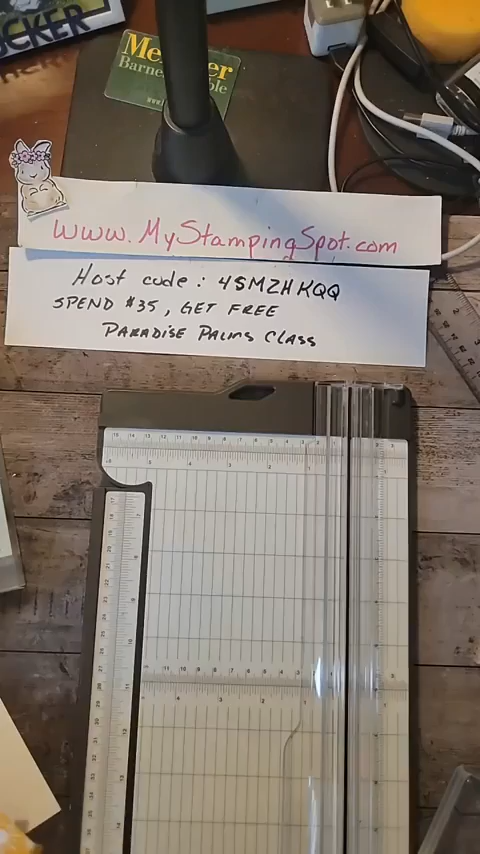 www.MyStampingSpot.com
Host code: 4SMZHKQQ
SPEND $35, GET FREE
PARADISE PALMS CLASS